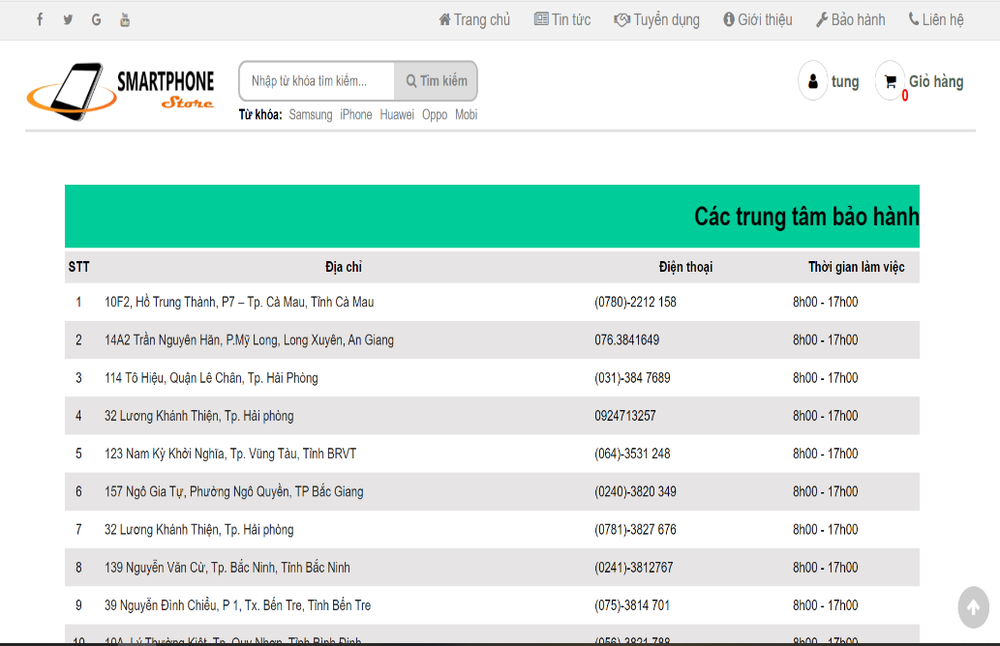 Trang chủ Tin tức Tuyển dụng Giới thiệu Bảo hành Liên hệ
SMARTPHONE
Store
Nhập từ khóa tìm kiếm... Tìm kiếm
Từ khóa: Samsung iPhone Huawei Oppo Mobi
tung 0 Giỏ hàng
Các trung tâm bảo hành
STT Địa chỉ Điện thoại Thời gian làm việc
1 10F2, Hồ Trung Thành, P7 – Tp. Cà Mau, Tỉnh Cà Mau (0780)-2212 158 8h00 - 17h00
2 14A2 Trần Nguyên Hãn, P.Mỹ Long, Long Xuyên, An Giang 076.3841649 8h00 - 17h00
3 114 Tô Hiệu, Quận Lê Chân, Tp. Hải Phòng (031)-384 7689 8h00 - 17h00
4 32 Lương Khánh Thiện, Tp. Hải phòng 0924713257 8h00 - 17h00
5 123 Nam Kỳ Khởi Nghĩa, Tp. Vũng Tàu, Tỉnh BRVT (064)-3531 248 8h00 - 17h00
6 157 Ngô Gia Tự, Phường Ngô Quyền, TP Bắc Giang (0240)-3820 349 8h00 - 17h00
7 32 Lương Khánh Thiện, Tp. Hải phòng (0781)-3827 676 8h00 - 17h00
8 139 Nguyễn Văn Cừ, Tp. Bắc Ninh, Tỉnh Bắc Ninh (0241)-3812767 8h00 - 17h00
9 39 Nguyễn Đình Chiểu, P 1, Tx. Bến Tre, Tỉnh Bến Tre (075)-3814 701 8h00 - 17h00
10 10A, Lý Thường Kiệt, Tp. Quy Nhơn, Tỉnh Bình Định (056)-3821 788 8h00 - 17h00